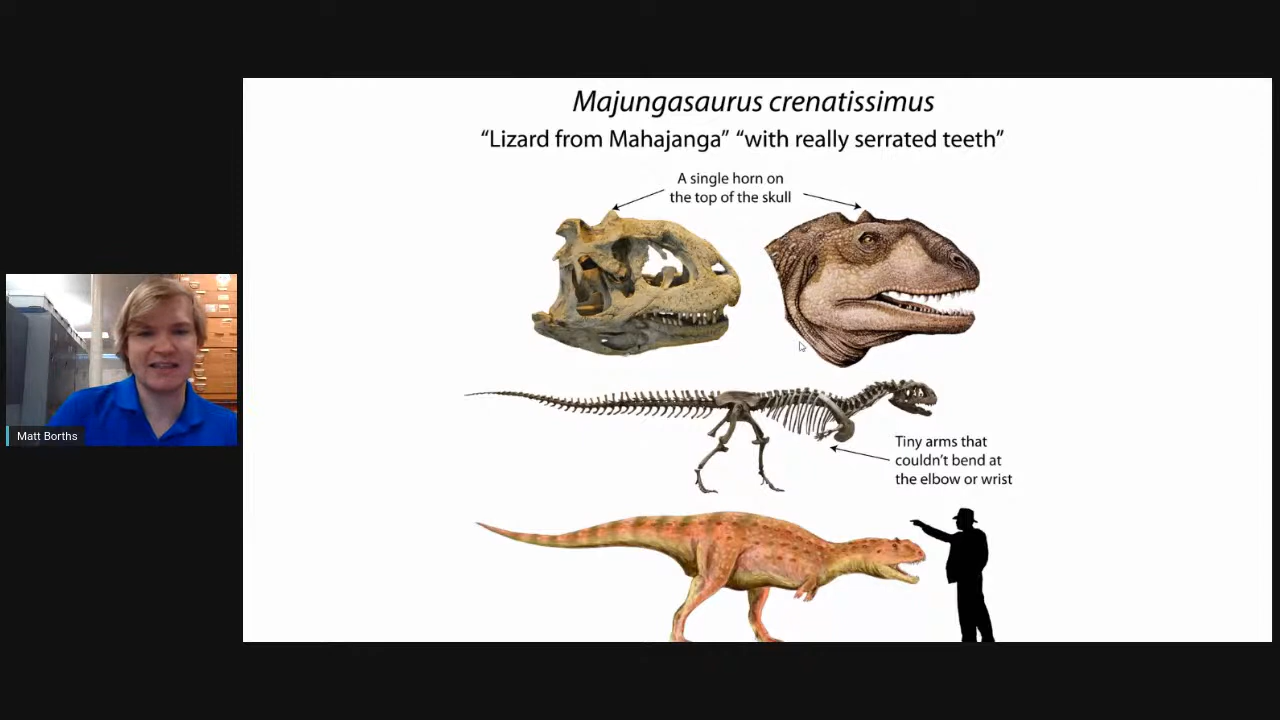 Majungasaurus crenatissimus
“Lizard from Mahajanga” “with really serrated teeth”
A single horn on
the top of the skull
Tiny arms that
couldn’t bend at
the elbow or wrist
Matt Borths